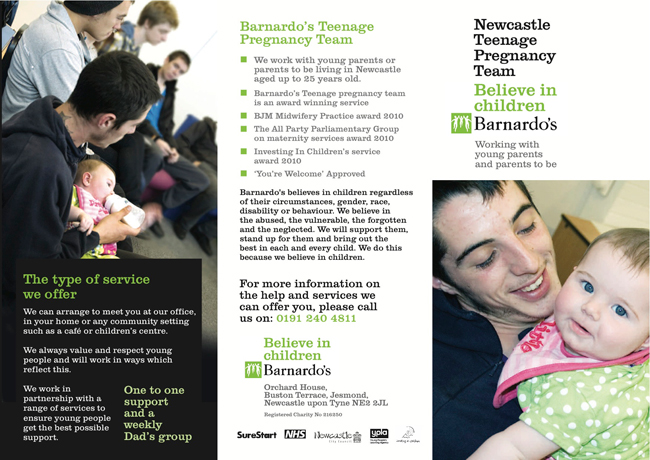 The type of service
we offer
We can arrange to meet you at our office,
in your home or any community setting
such as a café or children's centre.
We always value and respect young
people and will work in ways which
reflect this.
We work in
partnership with a
range of services to
ensure young people
get the best possible
support.
One to one
support
and a
weekly
Dad's group
Barnardo's Teenage
Pregnancy Team
We work with young parents or
parents to be living in Newcastle
aged up to 25 years old.
Barnardo's Teenage pregnancy team
is an award winning service
BJM Midwifery Practice award 2010
The All Party Parliamentary Group
on maternity services award 2010
Investing In Children's service
award 2010
'You're Welcome' Approved
Barnardo's believes in children regardless
of their circumstances, gender, race,
disability or behaviour. We believe in
the abused, the vulnerable, the forgotten
and the neglected. We will support them,
stand up for them and bring out the
best in each and every child. We do this
because we believe in children.
For more information on
the help and services we
can offer you, please call
us on: 0191 240 4811
Believe in
children
Barnardo's
Orchard House,
Buston Terrace, Jesmond,
Newcastle upon Tyne NE2 2JL
Registered Charity No 216250
SureStart NHS Newcastle City Council ypla
Newcastle
Teenage
Pregnancy
Team
Believe in
children
Barnardo's
Working with
young parents
and parents to be